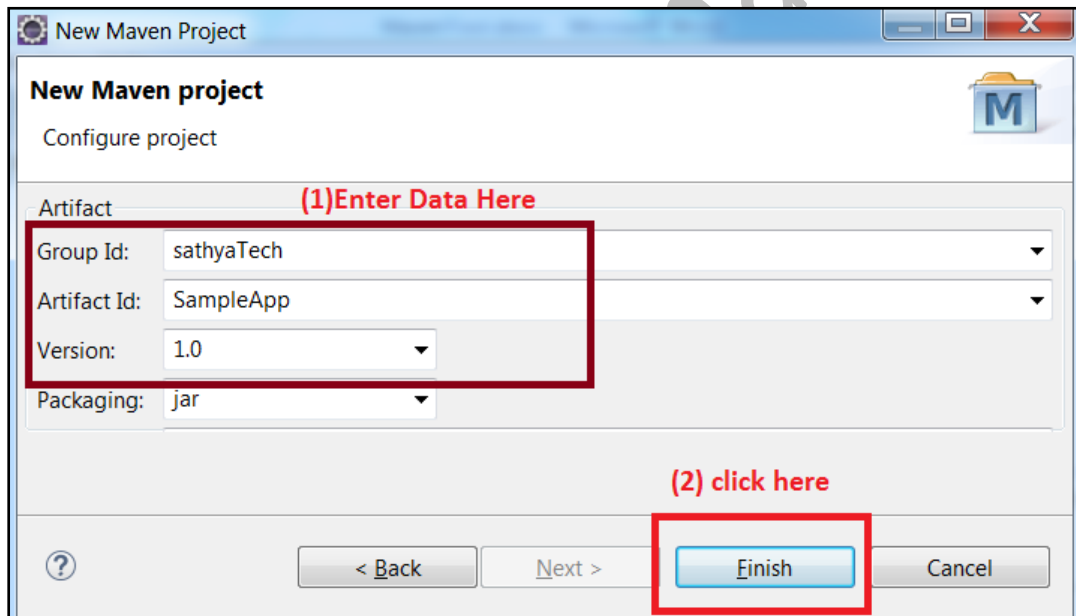 New Maven Project
New Maven project
Configure project
(1)Enter Data Here
Artifact
Group Id: sathyaTech
Artifact Id: SampleApp
Version: 1.0
Packaging: jar
(2) click here
? < Back Next > Finish Cancel